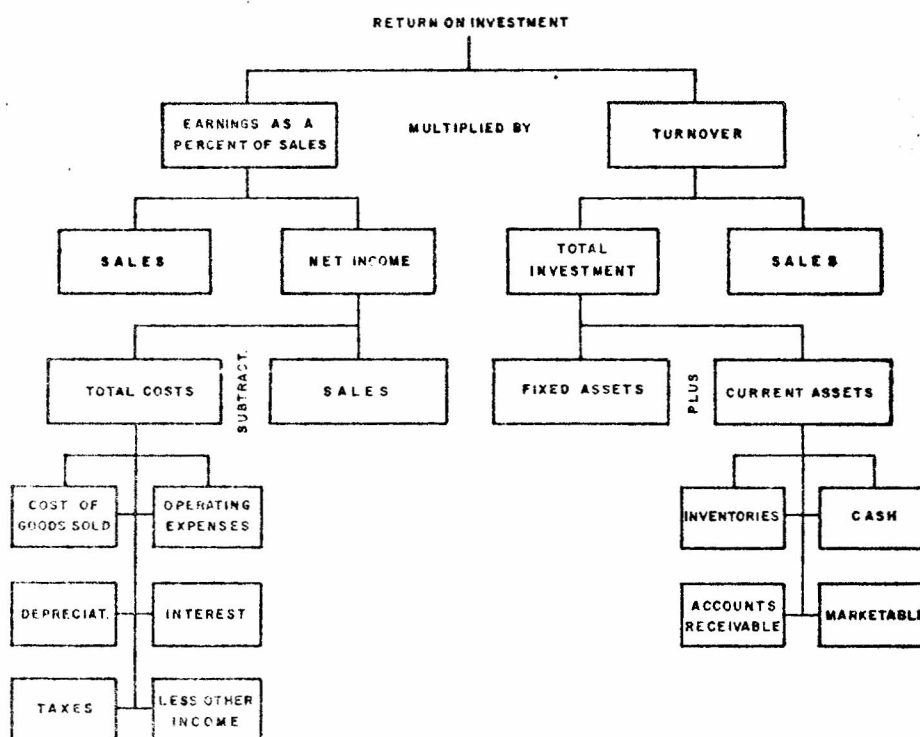 RETURN ON INVESTMENT
EARNINGS AS A
PERCENT OF SALES
MULTIPLIED BY
TURNOVER
SALES
NET INCOME
TOTAL
INVESTMENT
SALES
TOTAL COSTS
SUBTRACT.
SALES
FIXED ASSETS
PLUS
CURRENT ASSETS
COST OF
GOODS SOLD
OPERATING
EXPENSES
INVENTORIES
CASH
DEPRECIAT.
INTEREST
ACCOUNTS
RECEIVABLE
MARKETABLE
TAXES
LESS OTHER
INCOME